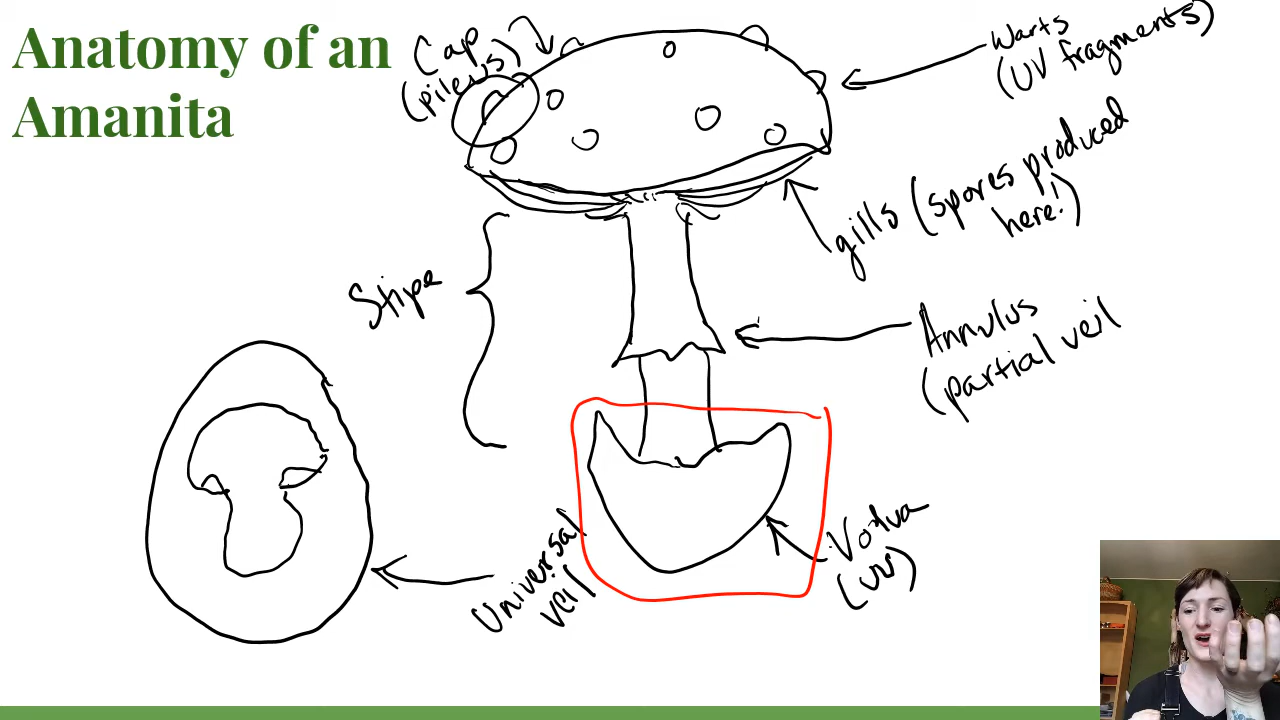 Anatomy of an
Amanita
Cap
(pileus)
Warts
(UV fragments)
gills (spores produced
here!)
Stipe
Annulus
(partial veil
Universal
veil
Volva
(UV)